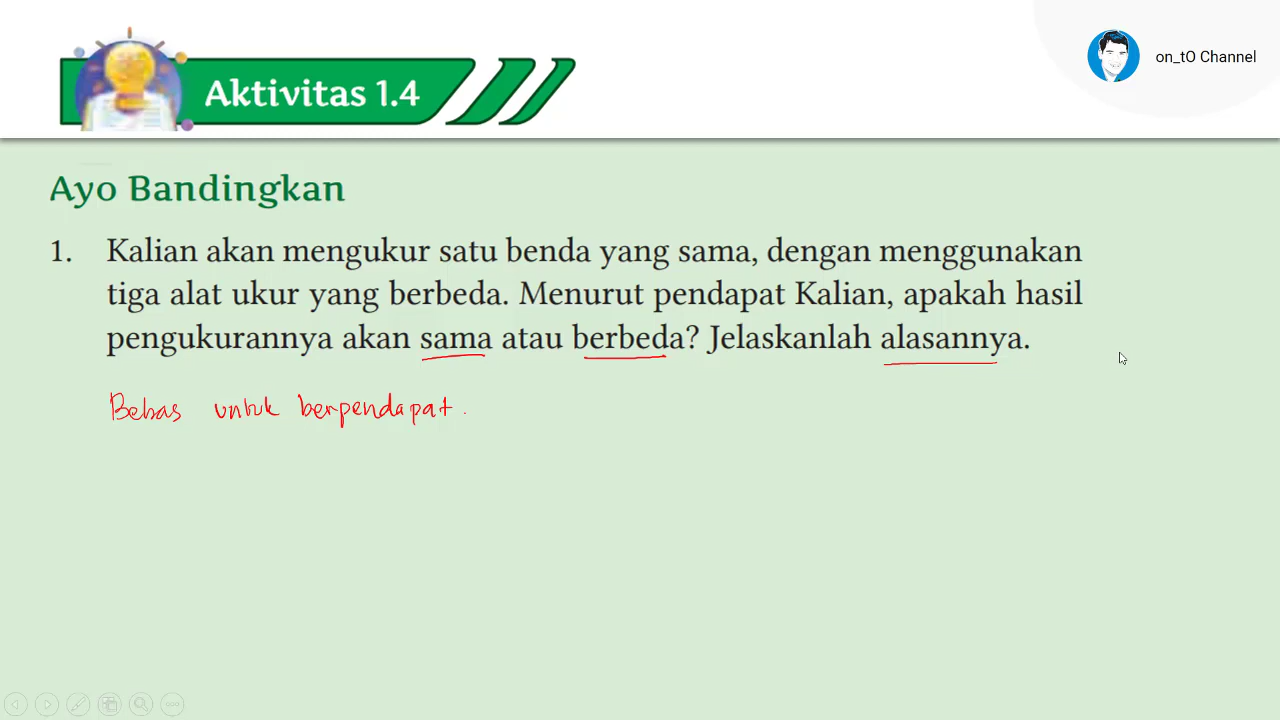 on_tO Channel
Aktivitas 1.4
Ayo Bandingkan
1. Kalian akan mengukur satu benda yang sama, dengan menggunakan
tiga alat ukur yang berbeda. Menurut pendapat Kalian, apakah hasil
pengukurannya akan sama atau berbeda? Jelaskanlah alasannya.
Bebas untuk berpendapat.